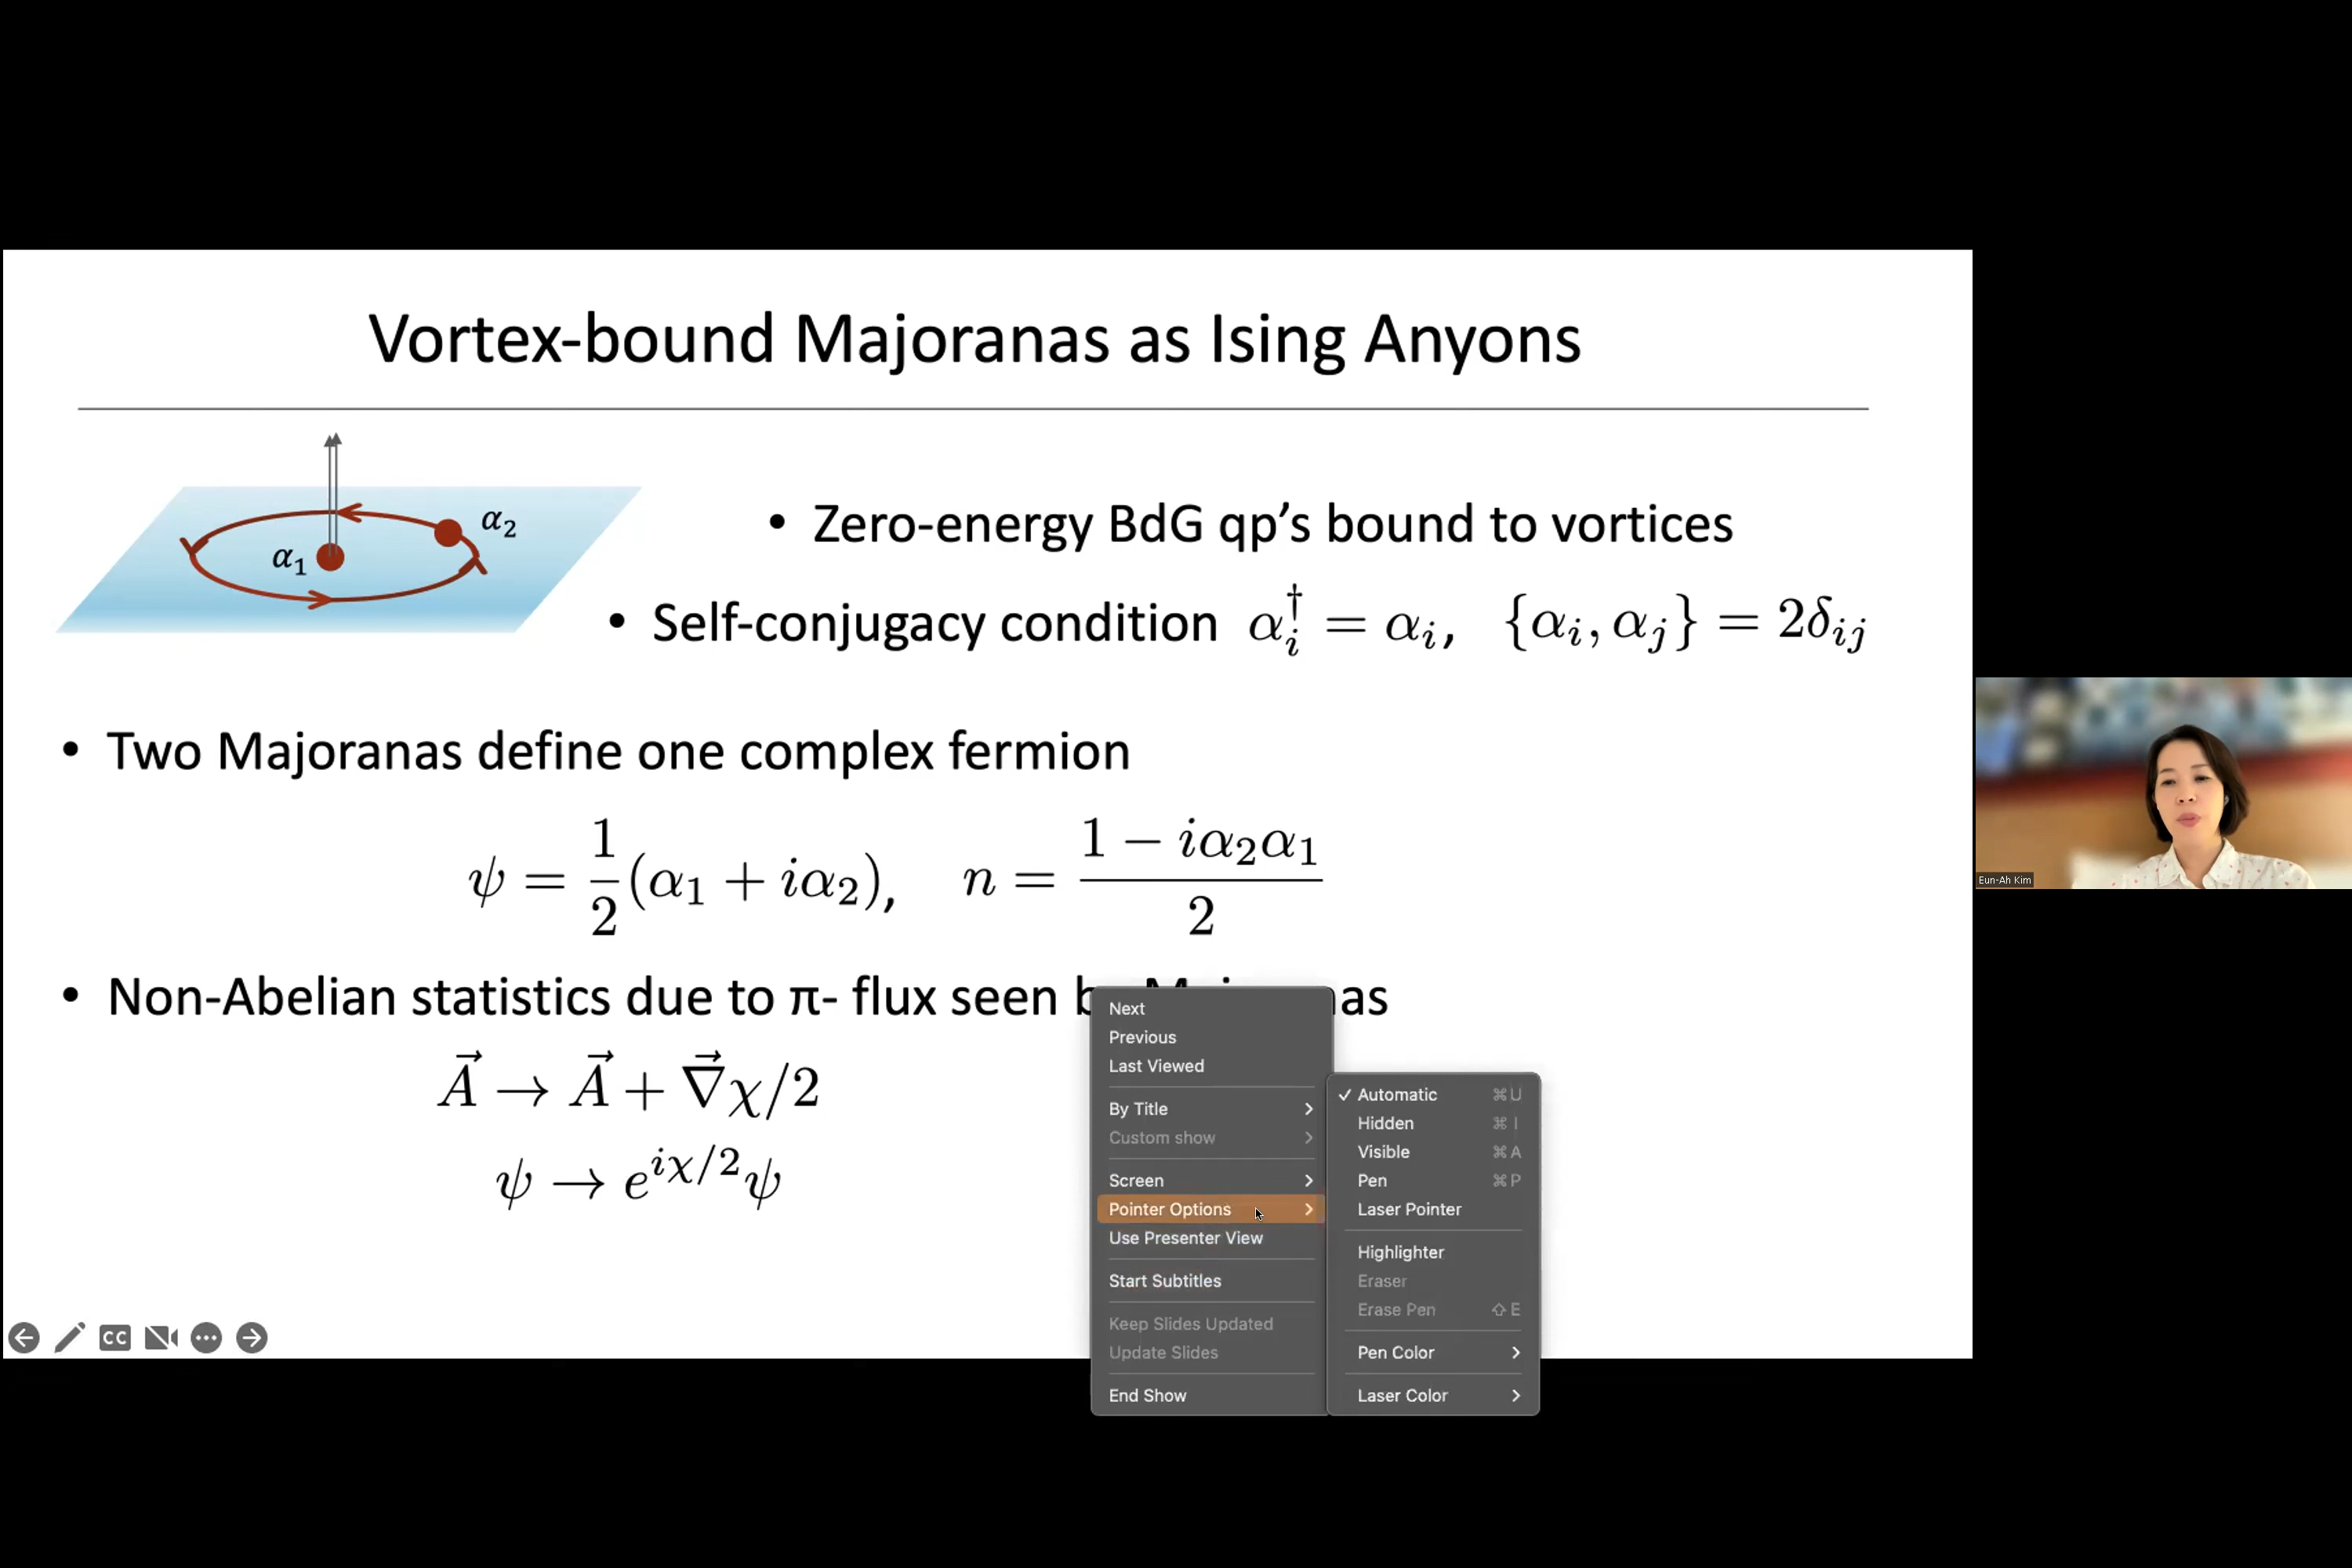 Vortex-bound Majoranas as Ising Anyons
α₁
α₂
• Zero-energy BdG qp’s bound to vortices
• Self-conjugacy condition αᵢ† = αᵢ, {αᵢ, αⱼ} = 2δᵢⱼ
• Two Majoranas define one complex fermion
ψ = 1/2 (α₁ + iα₂), n = (1 − iα₂α₁)/2
• Non-Abelian statistics due to π- flux seen
A⃗ → A⃗ + ∇⃗χ/2
ψ → e^{iχ/2}ψ
Next
Previous
Last Viewed
By Title
Custom show
Screen
Pointer Options
Use Presenter View
Start Subtitles
Keep Slides Updated
Update Slides
End Show
✓ Automatic ⌘U
Hidden ⌘I
Visible ⌘A
Pen ⌘P
Laser Pointer
Highlighter
Eraser
Erase Pen ⇧E
Pen Color
Laser Color
CC
Eun-Ah Kim